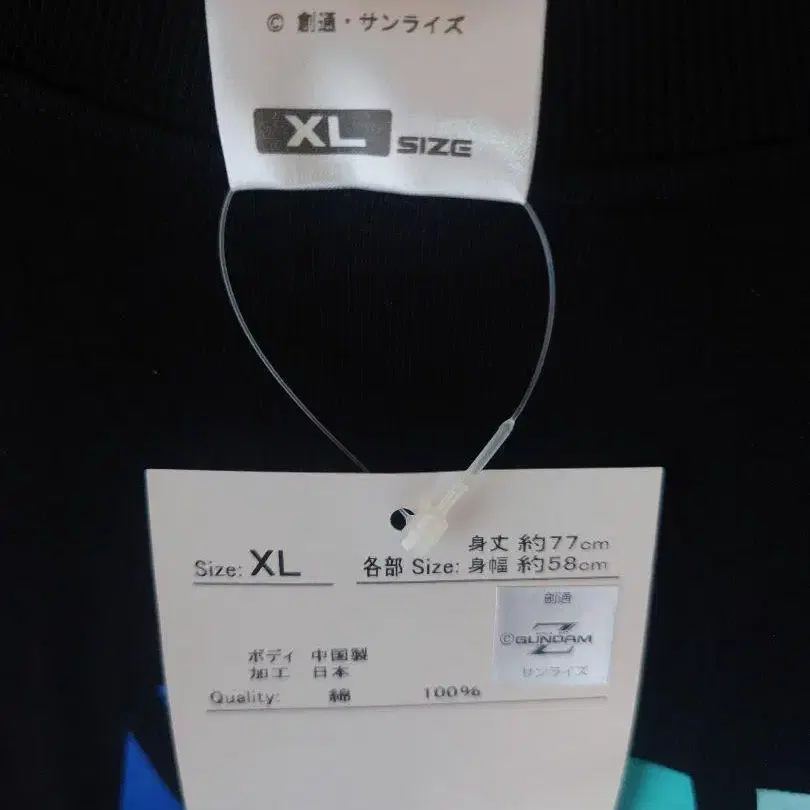 © 創通・サンライズ
XL SIZE
身丈 約77cm
Size: XL 各部 Size: 身幅 約58cm
創通
©GUNDAM
Z
サンライズ
ボディ 中国製
加工 日本
Quality: 綿 100%